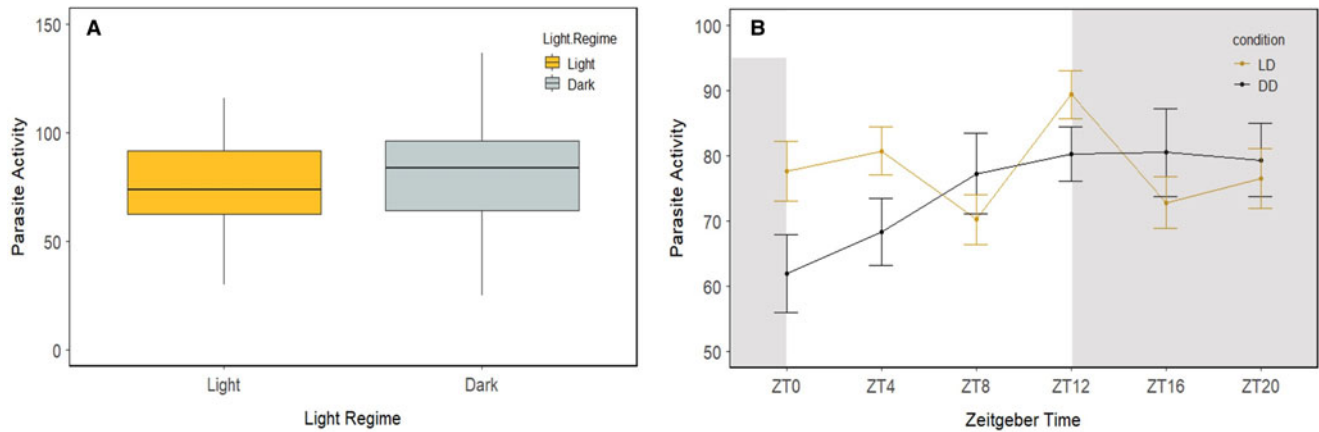 A
Parasite Activity
150
100
50
0
Light.Regime
Light
Dark
Light
Dark
Light Regime
B
Parasite Activity
100
90
80
70
60
50
condition
LD
DD
ZT0
ZT4
ZT8
ZT12
ZT16
ZT20
Zeitgeber Time